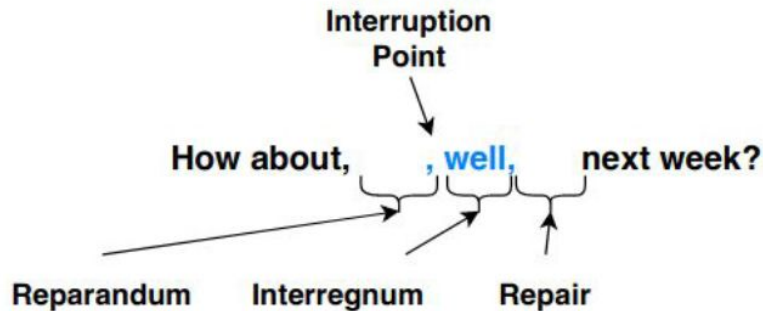 Interruption
Point
How about, , well, next week?
Reparandum Interregnum Repair